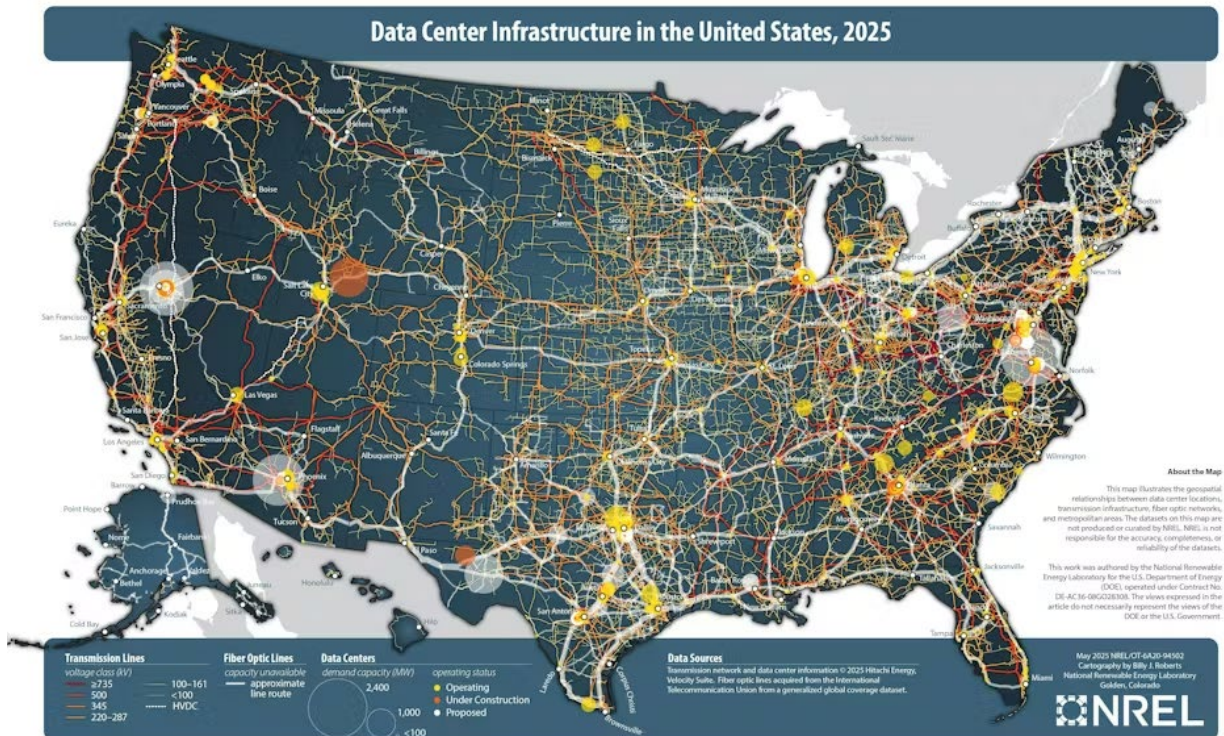 Data Center Infrastructure in the United States, 2025
Seattle
Olympia
Spokane
Vancouver
Portland
Missoula
Great Falls
Helena
Billings
Minot
Bismarck
Fargo
Sault Ste. Marie
Augusta
Boise
Pierre
Sioux Falls
Minneapolis
Rochester
Buffalo
Boston
Eureka
Casper
Detroit
New York
Elko
Salt Lake City
Cheyenne
Des Moines
Sacramento
San Francisco
San Jose
Denver
Colorado Springs
Topeka
St. Louis
Charleston
Norfolk
Fresno
Las Vegas
Knoxville
Santa Barbara
Los Angeles
San Bernardino
Flagstaff
Santa Fe
Albuquerque
Amarillo
Tulsa
Memphis
Columbia
Wilmington
San Diego
Phoenix
Tucson
El Paso
Shreveport
Montgomery
Savannah
Barrow
Prudhoe Bay
Point Hope
Nome
Fairbanks
Anchorage
Valdez
Bethel
Juneau
Sitka
Kodiak
Cold Bay
Honolulu
Hilo
San Antonio
Baton Rouge
New Orleans
Tallahassee
Jacksonville
Tampa
Miami
Laredo
Corpus Christi
Brownsville
About the Map
This map illustrates the geospatial
relationships between data center locations,
transmission infrastructure, fiber optic networks,
and metropolitan areas. The datasets on this map are
not produced or curated by NREL. NREL is not
responsible for the accuracy, completeness, or
reliability of the datasets.
This work was authored by the National Renewable
Energy Laboratory for the U.S. Department of Energy
(DOE), operated under Contract No.
DE-AC36-08GO28308. The views expressed in the
article do not necessarily represent the views of the
DOE or the U.S. Government.
Transmission Lines
voltage class (kV)
≥735
500
345
220–287
100–161
<100
HVDC
Fiber Optic Lines
capacity unavailable
approximate
line route
Data Centers
demand capacity (MW)
2,400
1,000
<100
operating status
Operating
Under Construction
Proposed
Data Sources
Transmission network and data center information © 2025 Hitachi Energy,
Velocity Suite. Fiber optic lines acquired from the International
Telecommunication Union from a generalized global coverage dataset.
May 2025 NREL/OT-6A20-94502
Cartography by Billy J. Roberts
National Renewable Energy Laboratory
Golden, Colorado
NREL